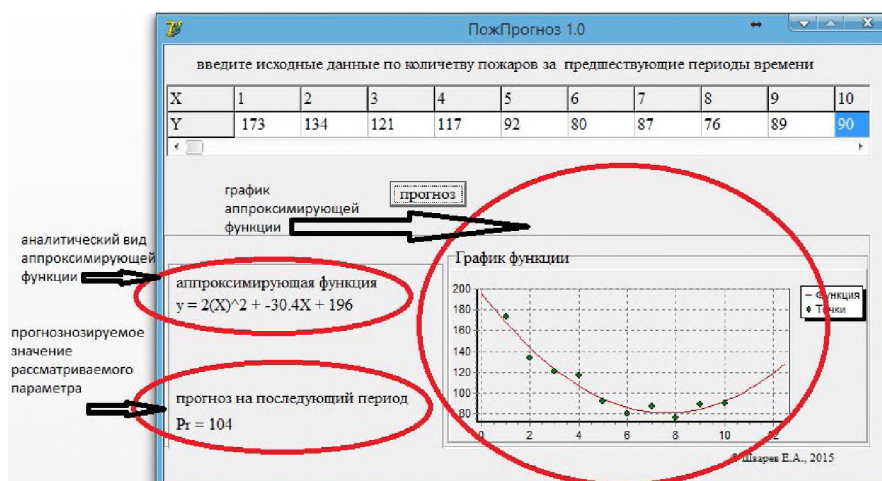 ПожПрогноз 1.0
введите исходные данные по количетву пожаров за предшествующие периоды времени
X 1 2 3 4 5 6 7 8 9 10
Y 173 134 121 117 92 80 87 76 89 90
график
аппроксимирующей
функции
прогноз
аналитический вид
аппроксимирующей
функции
аппроксимирующая функция
y = 2(X)^2 + -30.4X + 196
прогнознозируемое
значение
рассматриваемого
параметра
прогноз на последующий период
Pr = 104
График функции
200
180
160
140
120
100
80
0 2 4 6 8 10 12
Функция
Точки
© Шварев Е.А., 2015